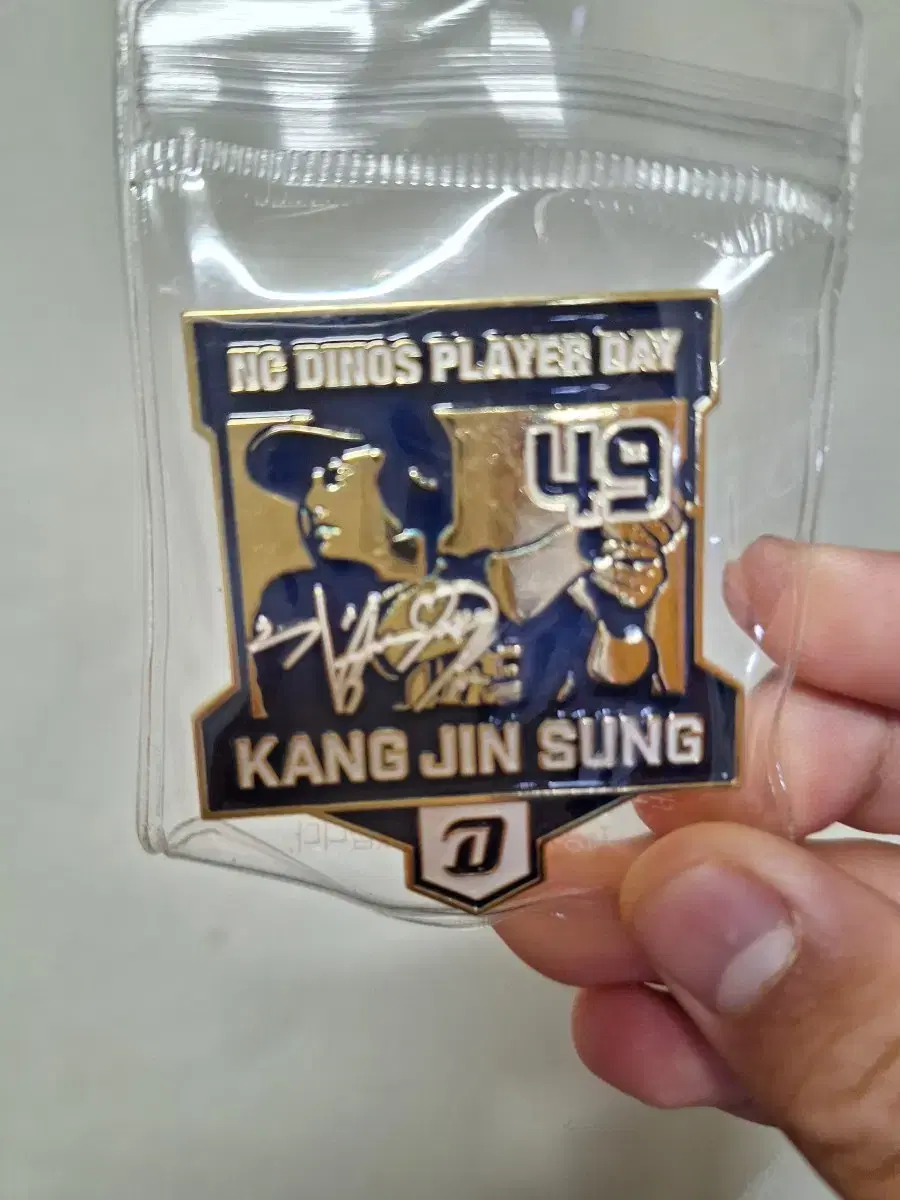 NC DINOS PLAYER DAY
49
KANG JIN SUNG
D